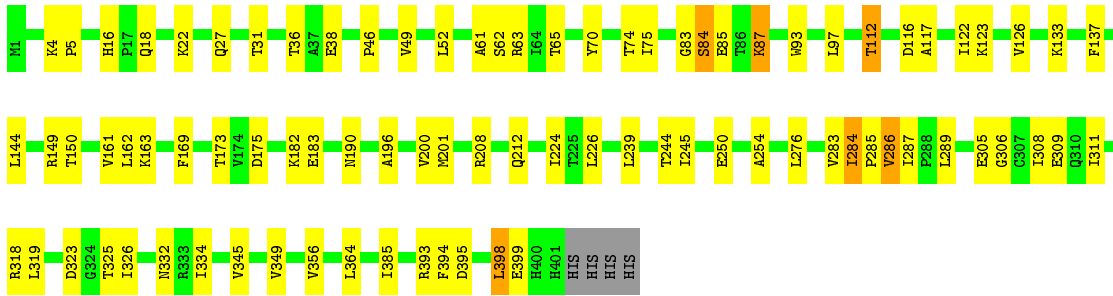 M1 K4 P5 H16 P17 Q18 K22 Q27 T31 T36 A37 E38 P46 V49 L52 A61 S62 R63 I64 T65 Y70 T74 I75 G83 S84 E85 T86 K87 W93 L97 T112 D116 A117 I122 K123 V126 K133 F137
L144 R149 T150 V161 L162 K163 F169 T173 V174 D175 K182 E183 N190 A196 V200 M201 R208 Q212 I224 T225 L226 L239 T244 I245 E250 A254 L276 V283 I284 P285 V286 I287 P288 L289 E305 G306 C307 I308 E309 Q310 I311
R318 L319 D323 G324 T325 I326 N332 R333 I334 V345 V349 V356 L364 I385 R393 F394 D395 L398 E399 H400 H401 HIS HIS HIS HIS